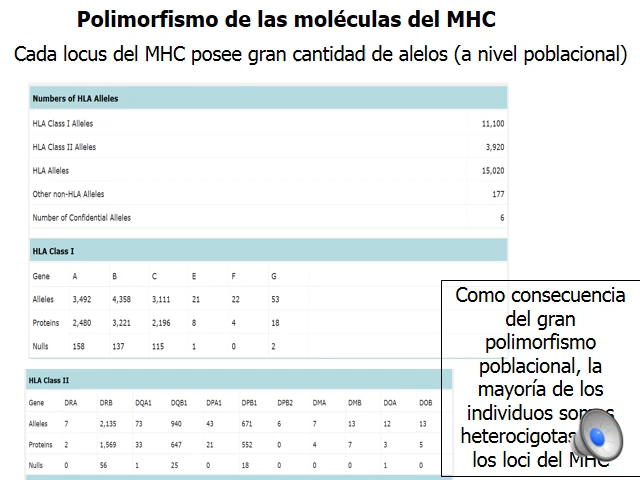 Polimorfismo de las moléculas del MHC
Cada locus del MHC posee gran cantidad de alelos (a nivel poblacional)
Numbers of HLA Alleles
HLA Class I Alleles 11,100
HLA Class II Alleles 3,920
HLA Alleles 15,020
Other non-HLA Alleles 177
Number of Confidential Alleles 6
HLA Class I
Gene A B C E F G
Alleles 3,492 4,358 3,111 21 22 53
Proteins 2,480 3,221 2,196 8 4 18
Nulls 158 137 115 1 0 2
HLA Class II
Gene DRA DRB DQA1 DQB1 DPA1 DPB1 DPB2 DMA DMB DOA DOB
Alleles 7 2,135 73 940 43 671 6 7 13 12 13
Proteins 2 1,569 33 647 21 552 0 4 7 3 5
Nulls 0 56 1 25 0 18 0 0 0 1 0
Como consecuencia
del gran
polimorfismo
poblacional, la
mayoría de los
individuos somos
heterocigotas
los loci del MHC